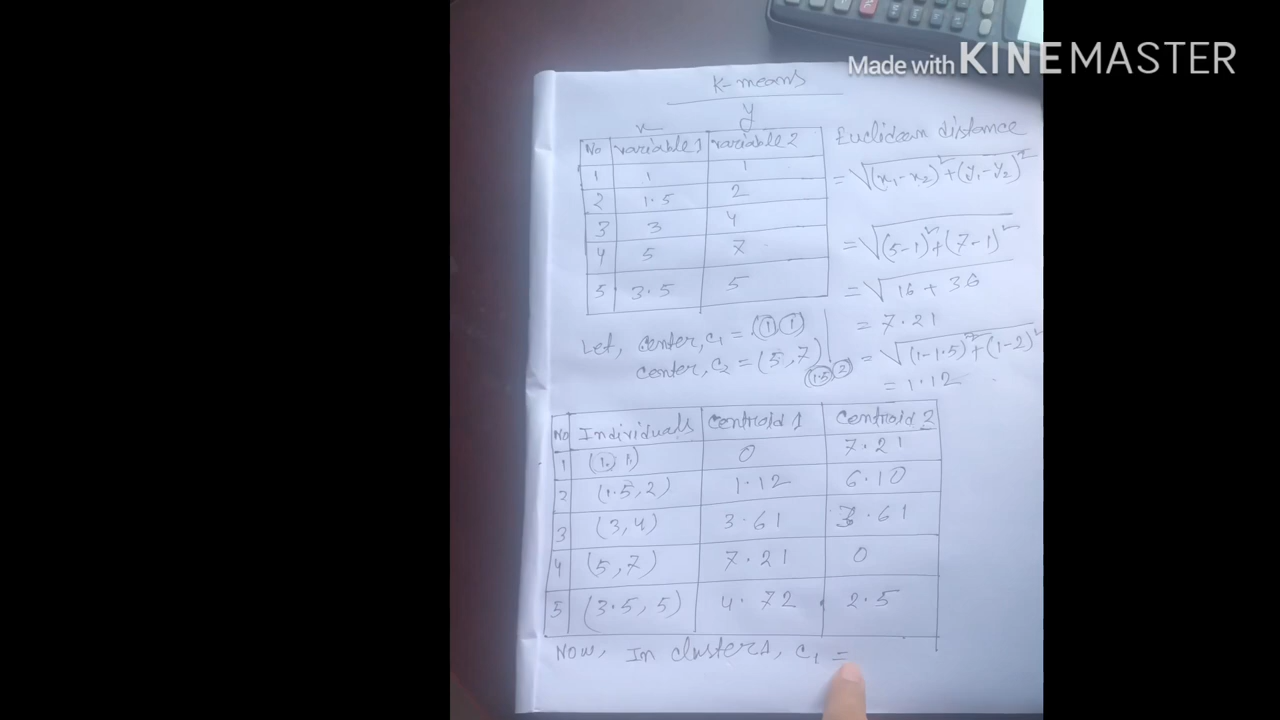 Made with KINEMASTER
K-means
x y
No variable 1 variable 2
1 1 1
2 1.5 2
3 3 4
4 5 7
5 3.5 5
Euclidean distance
= √(x₁-x₂)²+(y₁-y₂)²
= √(5-1)²+(7-1)²
= √16 + 36
= 7.21
= √(1-1.5)²+(1-2)²
= 1.12
Let, center, c₁ = (1 1)
center, c₂ = (5, 7)
(1.5 2)
No Individuals Centroid 1 Centroid 2
1 (1, 1) 0 7.21
2 (1.5, 2) 1.12 6.10
3 (3, 4) 3.61 3.61
4 (5, 7) 7.21 0
5 (3.5, 5) 4.72 2.5
Now, In clusters, c₁ =